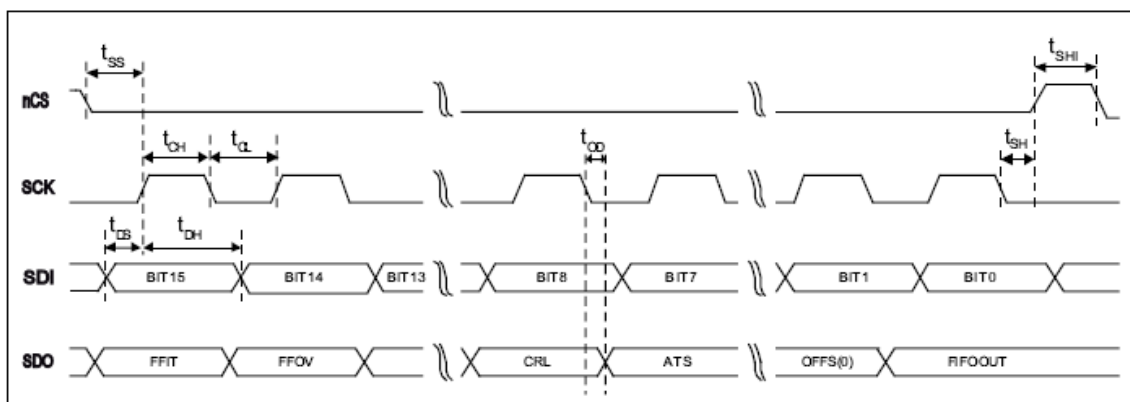 tSS
tSHI
nCS
tCH tCL tOD tSH
SCK
tDS tDH
SDI BIT15 BIT14 BIT13 BIT8 BIT7 BIT1 BIT0
SDO FFIT FFOV CRL ATS OFFS(0) FIFOOUT